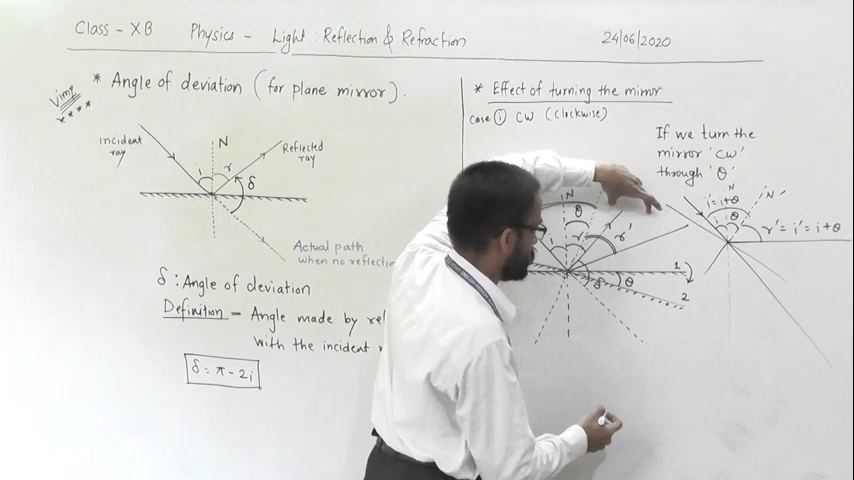 Class - XB Physics - Light : Reflection & Refraction 24/06/2020
Vimp
****
* Angle of deviation (for plane mirror).
Incident
ray
N
Reflected
ray
i
r
δ
Actual path
when no reflectio
δ : Angle of deviation
Definition - Angle made by re
with the incident
δ = π - 2i
* Effect of turning the mirror
case ① CW (clockwise)
If we turn the
mirror 'CW'
through 'θ'
N
θ
i
r
r'
1
δ
θ
2
N
N'
i' = i+θ
θ
i
r' = i' = i+θ